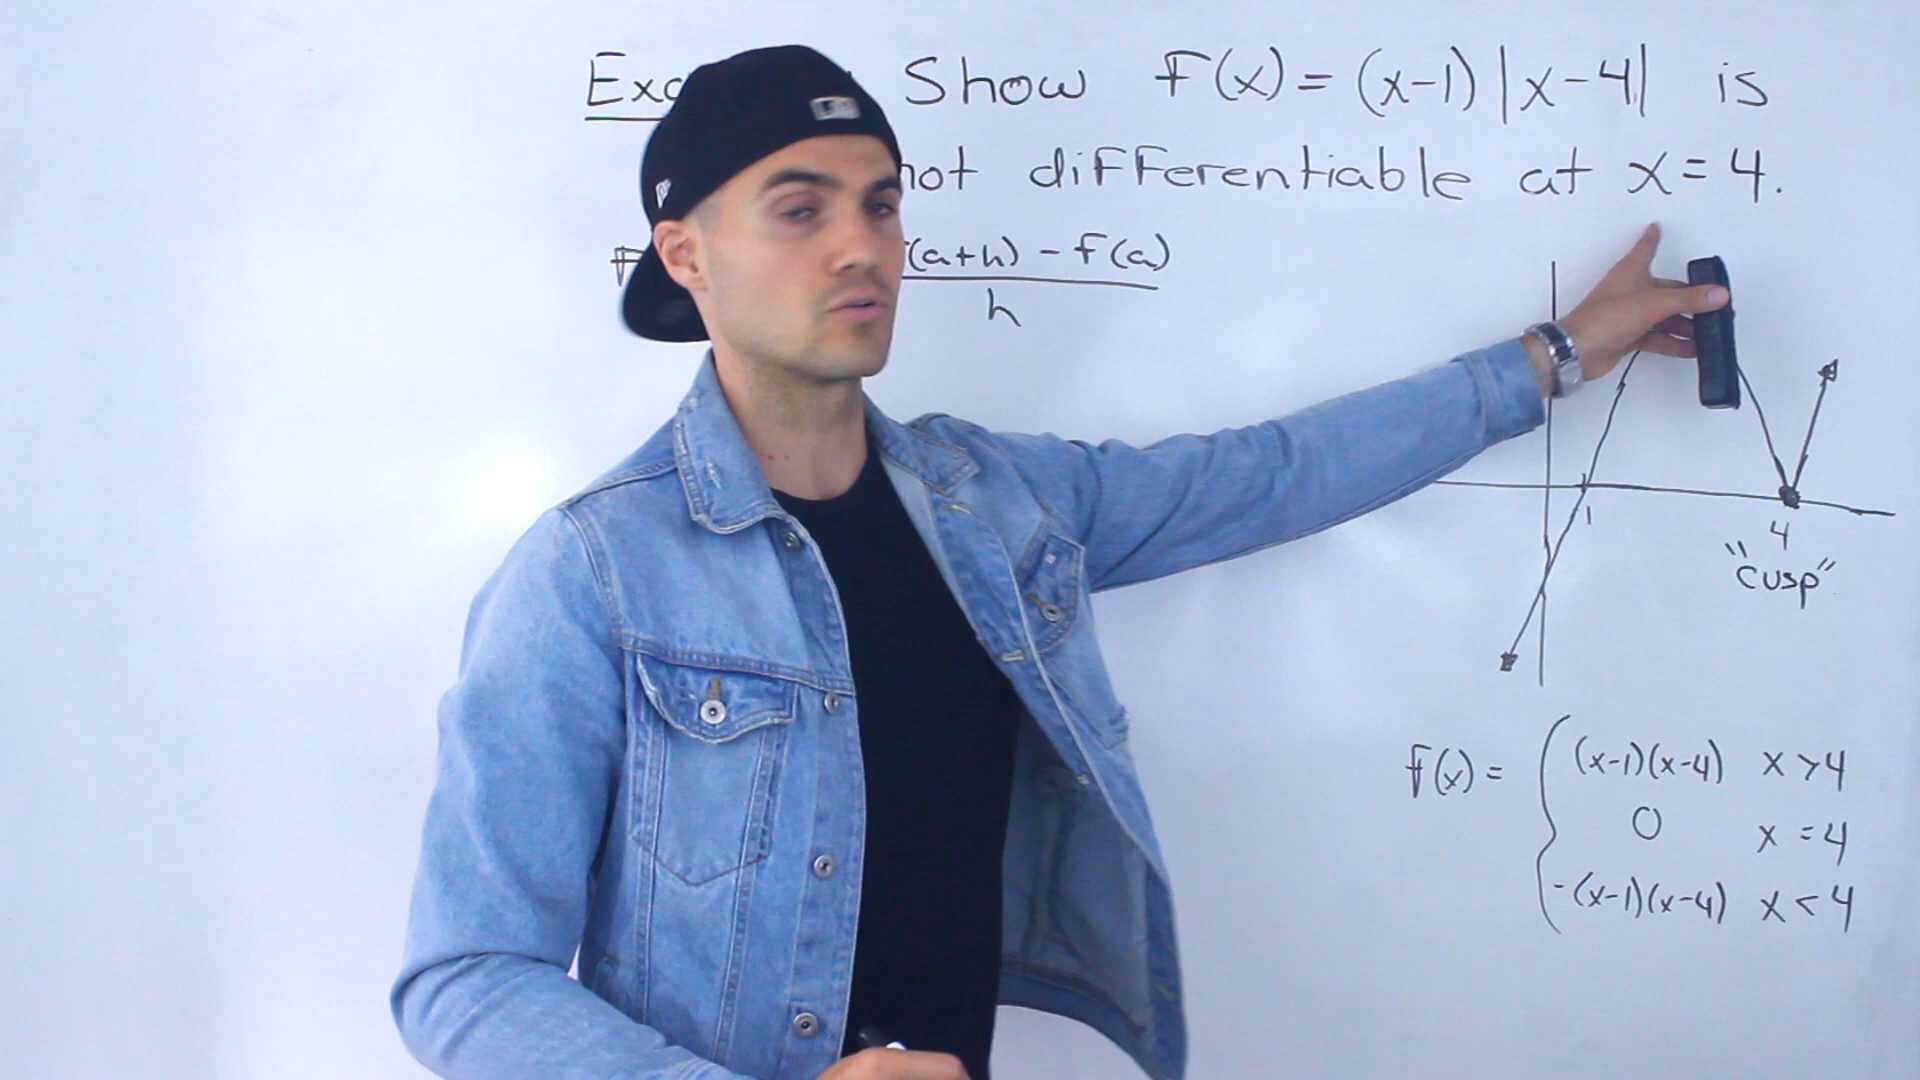 Show F(x) = (x-1)|x-4| is
not differentiable at x=4.
(a+h) - F(a)
h
1
4
"cusp"
f(x) = { (x-1)(x-4) x>4
0 x=4
-(x-1)(x-4) x<4